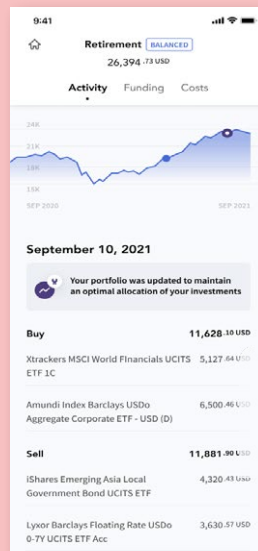 9:41
Retirement BALANCED
26,394.73 USD
Activity Funding Costs
24K
21K
18K
15K
SEP 2020 SEP 2021
September 10, 2021
Your portfolio was updated to maintain
an optimal allocation of your investments
Buy 11,628.10 USD
Xtrackers MSCI World FInancials UCITS 5,127.64 USD
ETF 1C
Amundi Index Barclays USDo 6,500.46 USD
Aggregate Corporate ETF - USD (D)
Sell 11,881.90 USD
iShares Emerging Asia Local 4,320.43 USD
Government Bond UCITS ETF
Lyxor Barclays Floating Rate USDo 3,630.57 USD
0-7Y UCITS ETF Acc